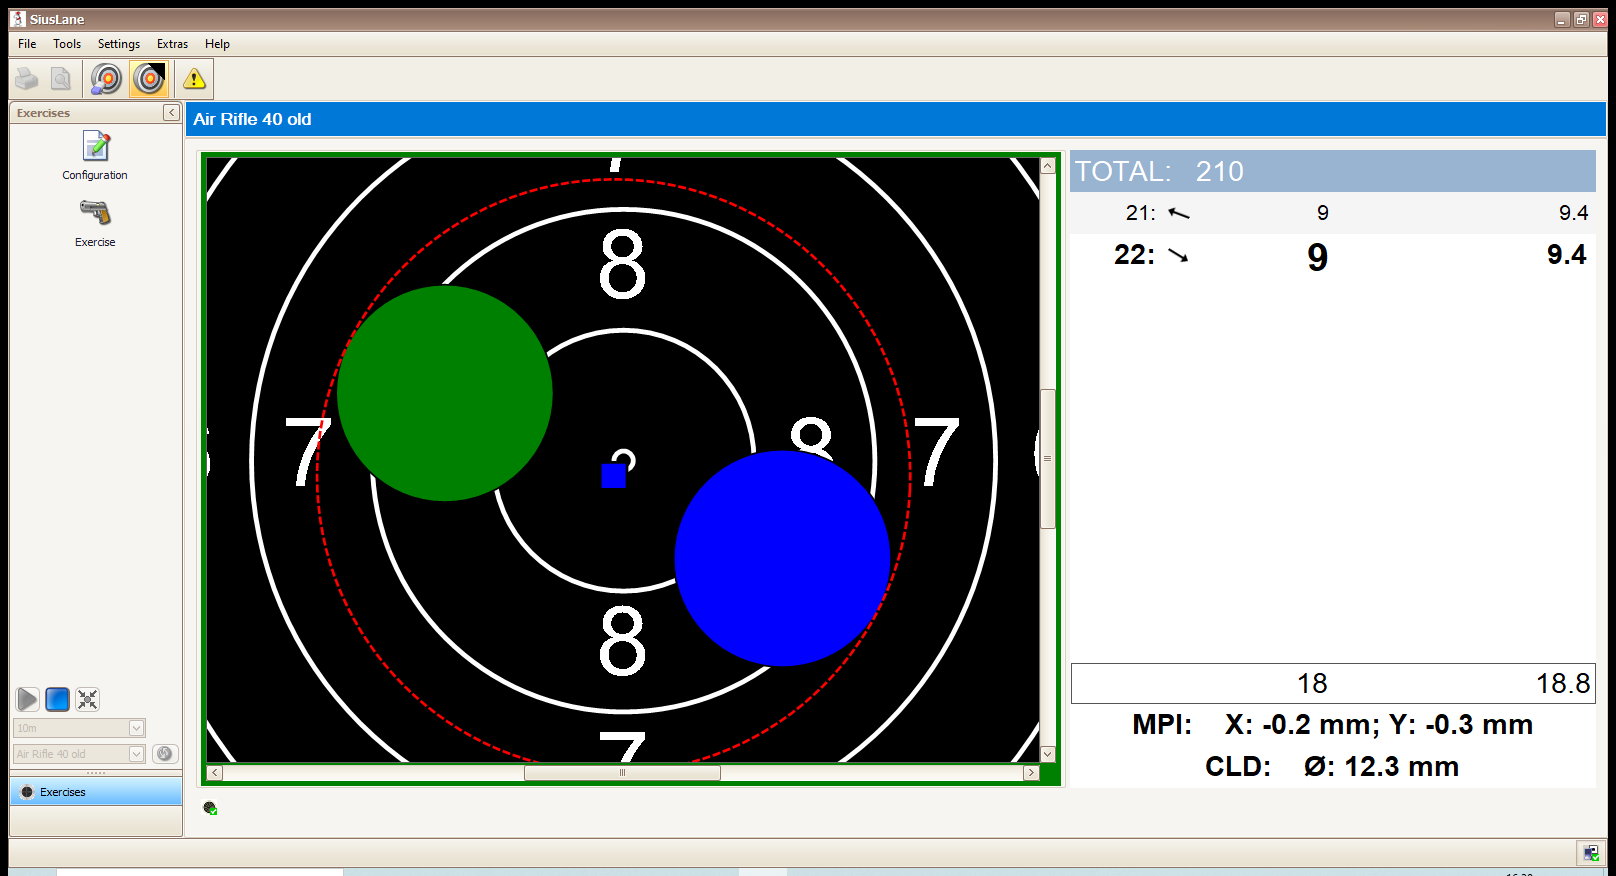 SiusLane
File Tools Settings Extras Help
Exercises
Configuration
Exercise
10m
Air Rifle 40 old
Exercises
Air Rifle 40 old
8
7 8 7
8
7
TOTAL: 210
21: 9 9.4
22: 9 9.4
18 18.8
MPI: X: -0.2 mm; Y: -0.3 mm
CLD: Ø: 12.3 mm